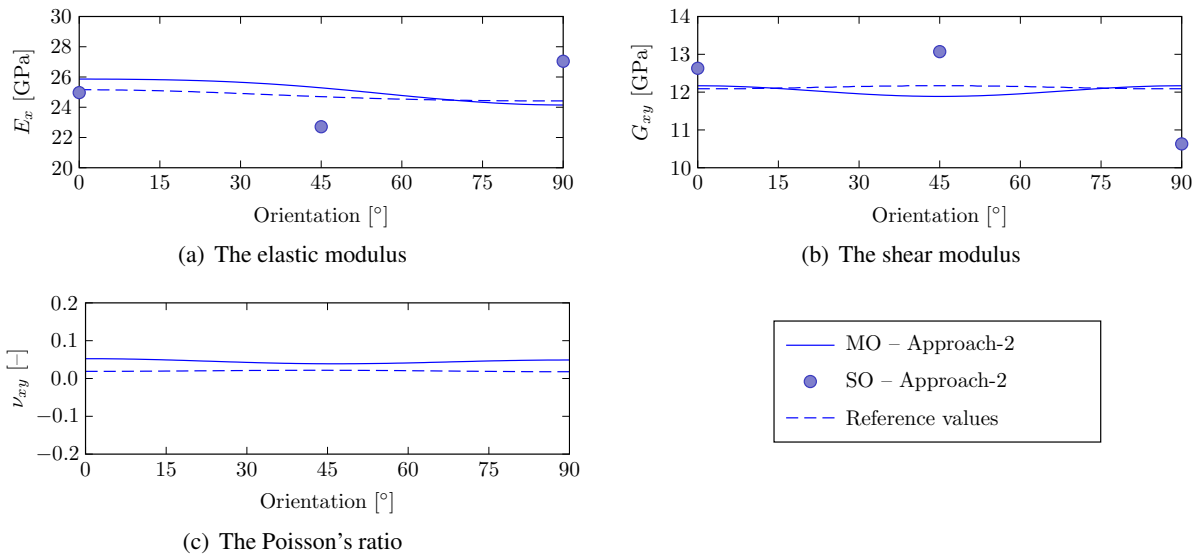 30
28
26
24
22
20
E_x [GPa]
0 15 30 45 60 75 90
Orientation [°]
(a) The elastic modulus
14
13
12
11
10
G_xy [GPa]
0 15 30 45 60 75 90
Orientation [°]
(b) The shear modulus
0.2
0.1
0.0
−0.1
−0.2
ν_xy [–]
0 15 30 45 60 75 90
Orientation [°]
(c) The Poisson's ratio
MO – Approach-2
SO – Approach-2
Reference values